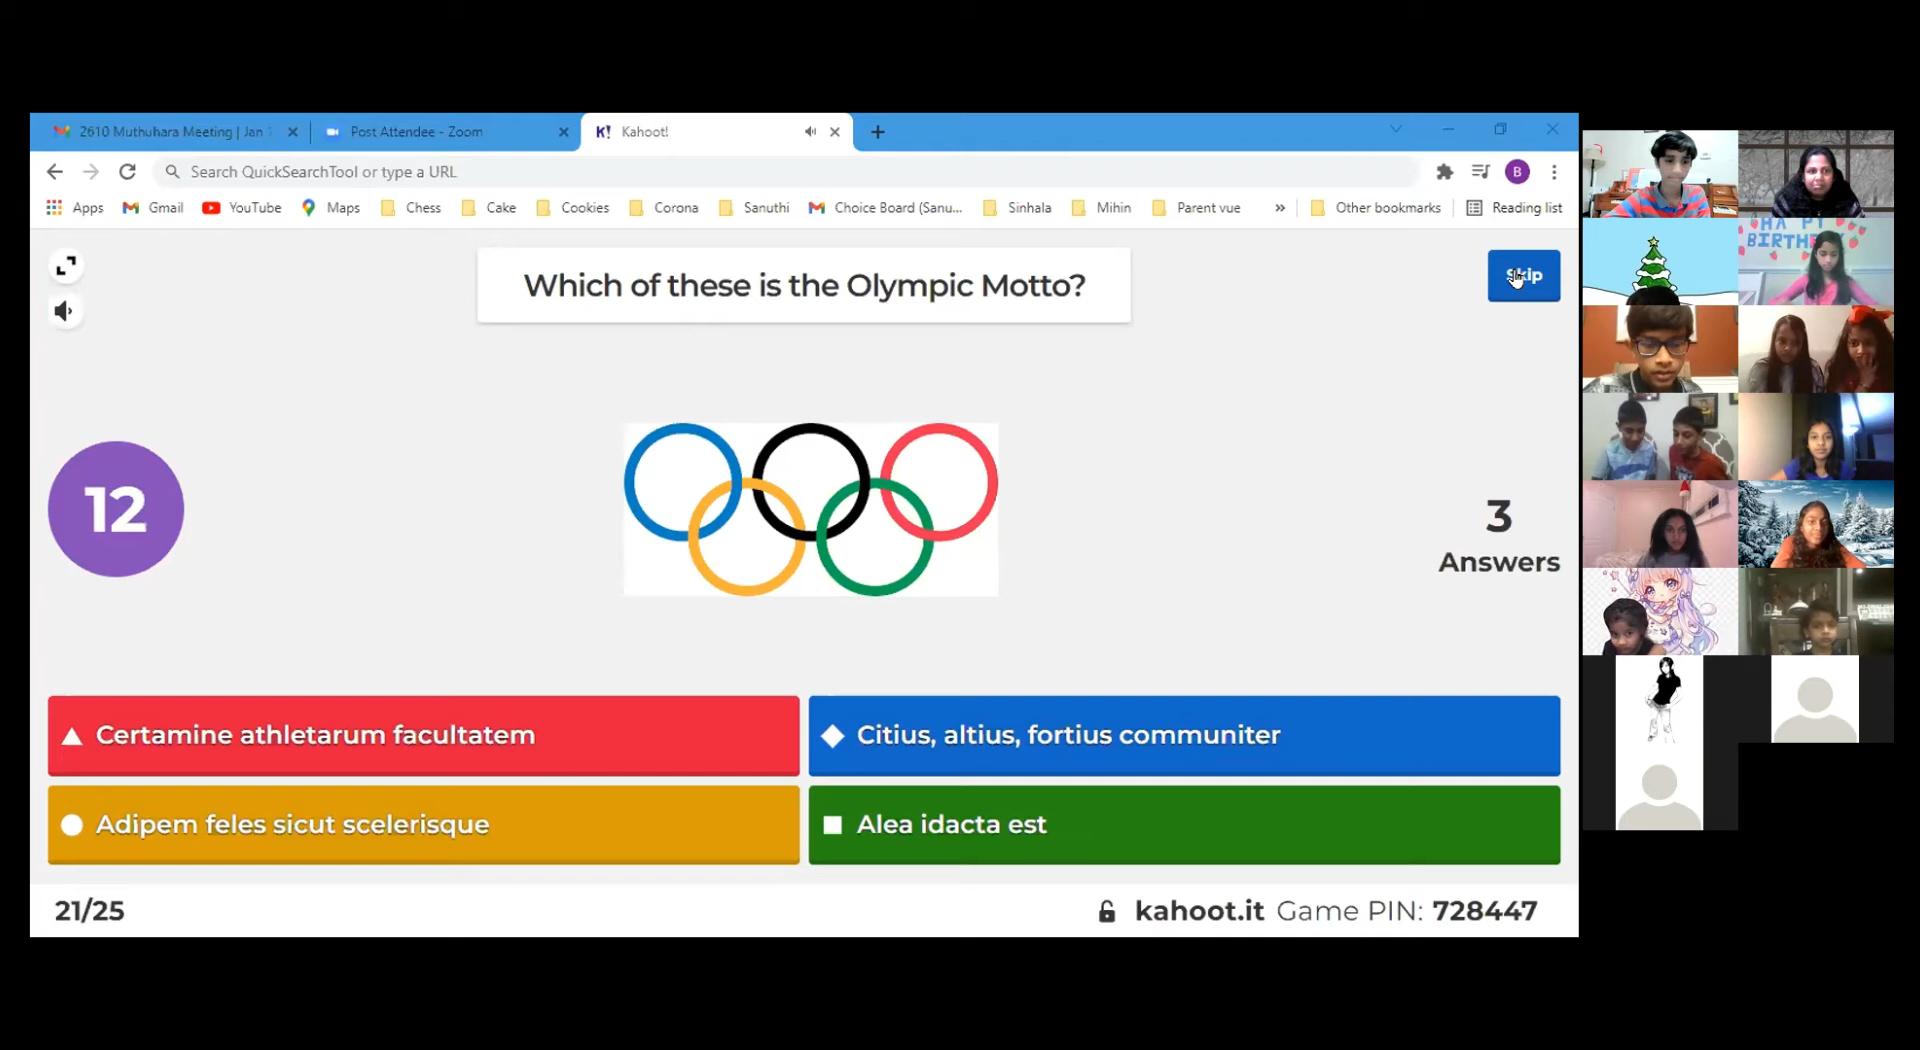 2610 Muthuhara Meeting | Jan
Post Attendee - Zoom
K! Kahoot!
Search QuickSearchTool or type a URL
B
Apps
Gmail
YouTube
Maps
Chess
Cake
Cookies
Corona
Sanuthi
Choice Board (Sanu...
Sinhala
Mihin
Parent vue
»
Other bookmarks
Reading list
Which of these is the Olympic Motto?
Skip
12
3
Answers
Certamine athletarum facultatem
Citius, altius, fortius communiter
Adipem feles sicut scelerisque
Alea idacta est
21/25
kahoot.it Game PIN: 728447